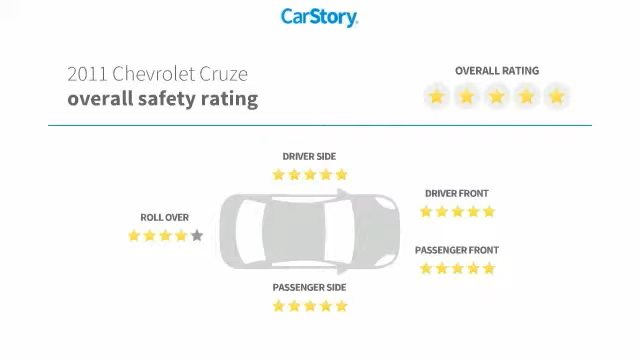 CarStory
2011 Chevrolet Cruze
overall safety rating
OVERALL RATING
DRIVER SIDE
DRIVER FRONT
ROLL OVER
PASSENGER FRONT
PASSENGER SIDE